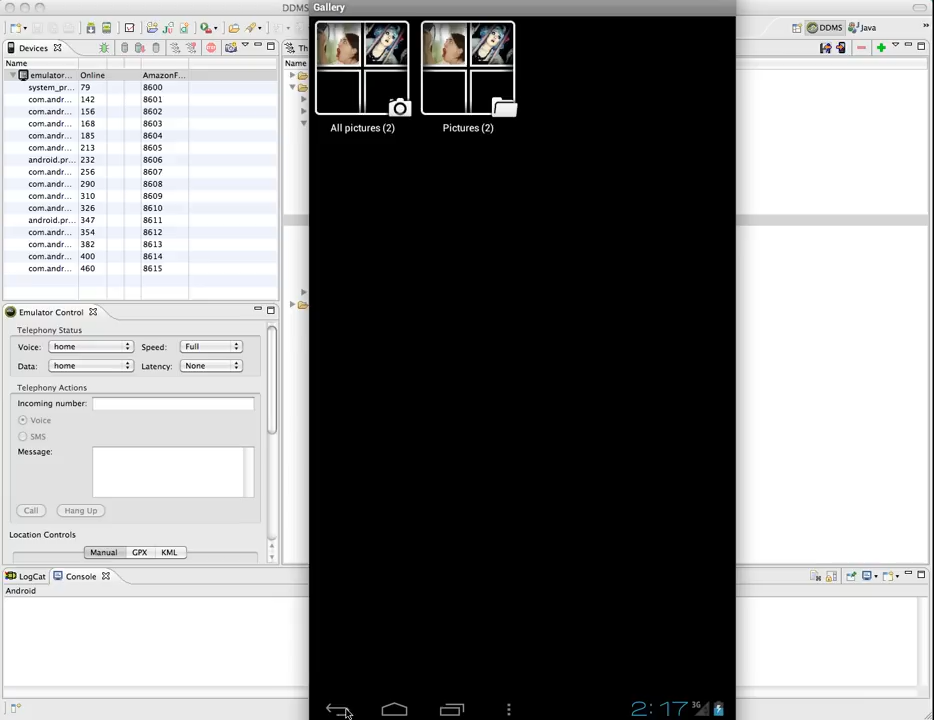 DDMS
Gallery
DDMS
Java
Devices
Th
Name
Name
emulator...
Online
AmazonF...
system_pr...
79
8600
com.andr...
142
8601
com.andr...
156
8602
com.andr...
168
8603
com.andr...
185
8604
com.andr...
213
8605
android.pr...
232
8606
com.andr...
256
8607
com.andr...
290
8608
com.andr...
310
8609
com.andr...
326
8610
android.pr...
347
8611
com.andr...
354
8612
com.andr...
382
8613
com.andr...
400
8614
com.andr...
460
8615
All pictures (2)
Pictures (2)
Emulator Control
Telephony Status
Voice: home Speed: Full
Data: home Latency: None
Telephony Actions
Incoming number:
Voice
SMS
Message:
Call Hang Up
Location Controls
Manual GPX KML
LogCat Console
Android
2:17 3G